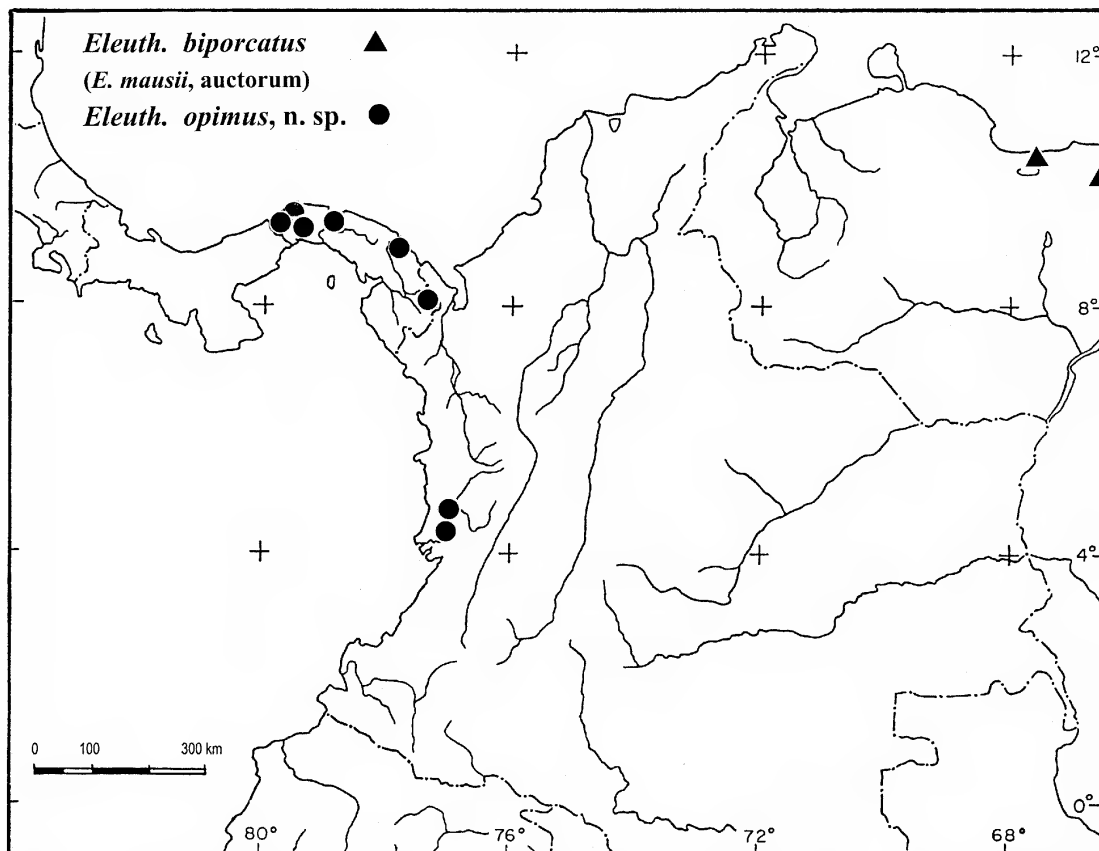 Eleuth. biporcatus
(E. mausii, auctorum)
Eleuth. opimus, n. sp.
12°
8°
4°
0 100 300 km
0°
80° 76° 72° 68°